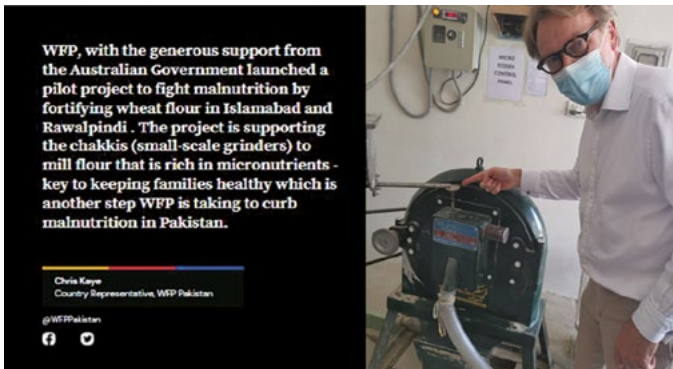 WFP, with the generous support from
the Australian Government launched a
pilot project to fight malnutrition by
fortifying wheat flour in Islamabad and
Rawalpindi . The project is supporting
the chakkis (small-scale grinders) to
mill flour that is rich in micronutrients -
key to keeping families healthy which is
another step WFP is taking to curb
malnutrition in Pakistan.
Chris Kaye
Country Representative, WFP Pakistan
@WFPPakistan
MICRO
FEEDER
CONTROL
PANEL